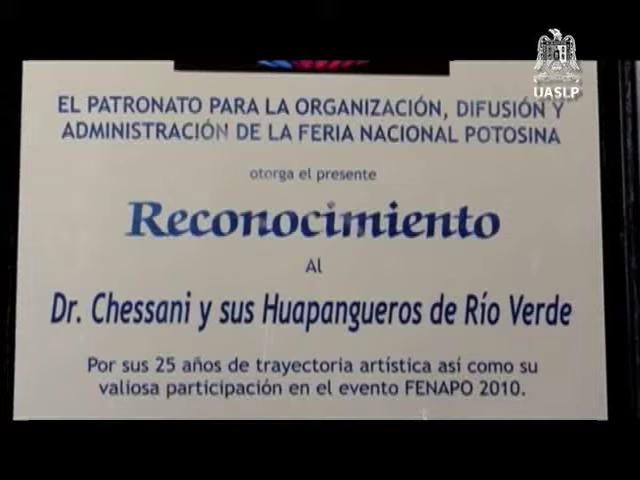 UASLP
EL PATRONATO PARA LA ORGANIZACIÓN, DIFUSIÓN Y
ADMINISTRACIÓN DE LA FERIA NACIONAL POTOSINA
otorga el presente
Reconocimiento
Al
Dr. Chessani y sus Huapangueros de Río Verde
Por sus 25 años de trayectoria artística así como su
valiosa participación en el evento FENAPO 2010.